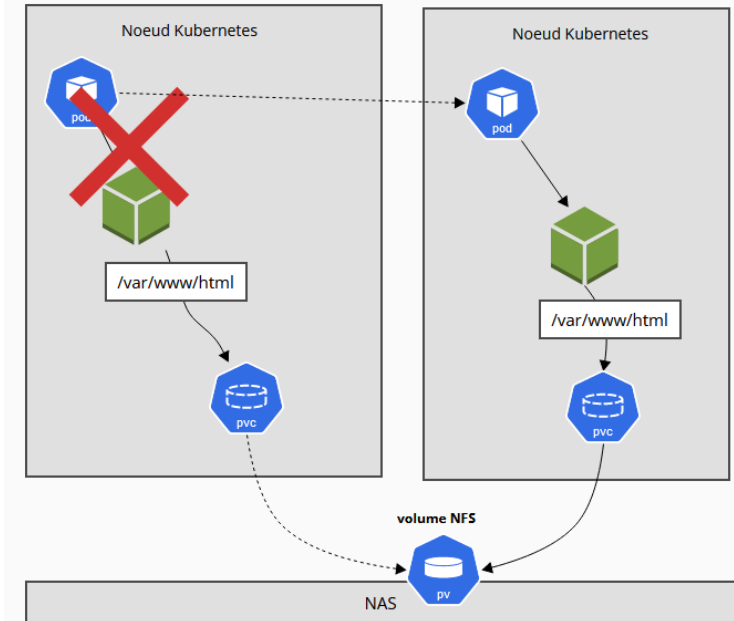 Noeud Kubernetes
Noeud Kubernetes
pod
pod
/var/www/html
/var/www/html
pvc
pvc
volume NFS
pv
NAS